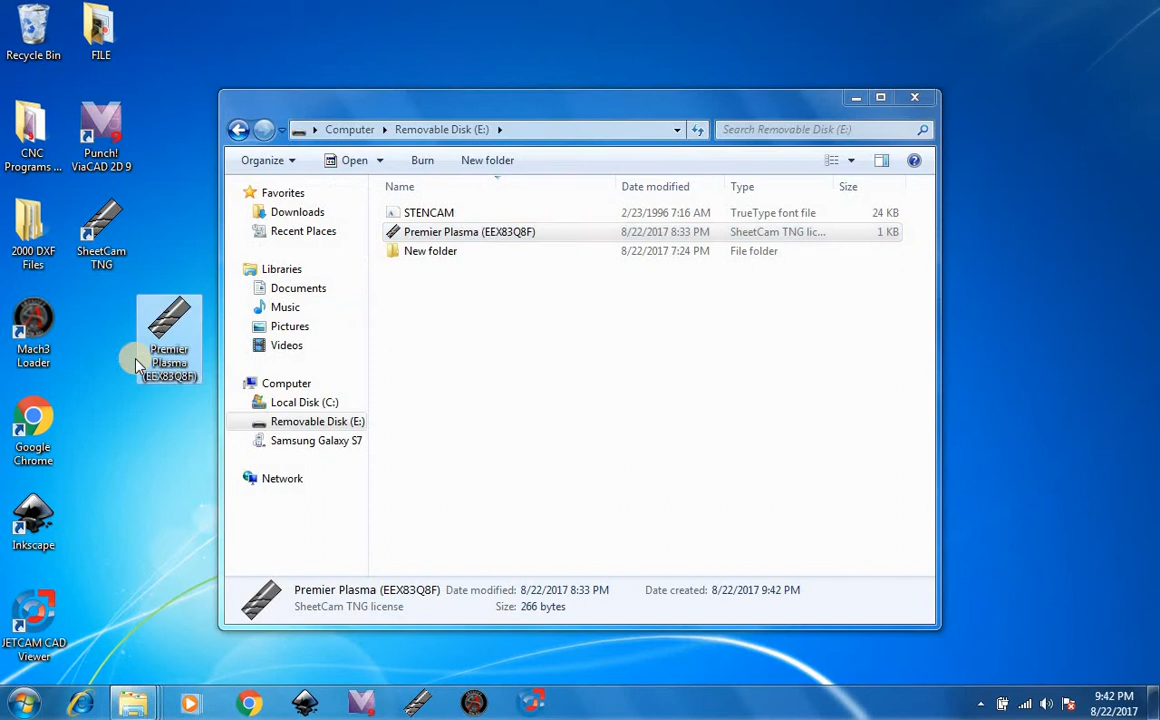 Recycle Bin
FILE
CNC
Programs ...
Punch!
ViaCAD 2D 9
2000 DXF
Files
SheetCam
TNG
Mach3
Loader
Premier
Plasma
(EEX83Q8F)
Google
Chrome
Inkscape
JETCAM CAD
Viewer
Computer
Removable Disk (E:)
Search Removable Disk (E:)
Organize
Open
Burn
New folder
Favorites
Downloads
Recent Places
Libraries
Documents
Music
Pictures
Videos
Computer
Local Disk (C:)
Removable Disk (E:)
Samsung Galaxy S7
Network
Name Date modified Type Size
STENCAM 2/23/1996 7:16 AM TrueType font file 24 KB
Premier Plasma (EEX83Q8F) 8/22/2017 8:33 PM SheetCam TNG lic... 1 KB
New folder 8/22/2017 7:24 PM File folder
Premier Plasma (EEX83Q8F) Date modified: 8/22/2017 8:33 PM Date created: 8/22/2017 9:42 PM
SheetCam TNG license Size: 266 bytes
9:42 PM
8/22/2017